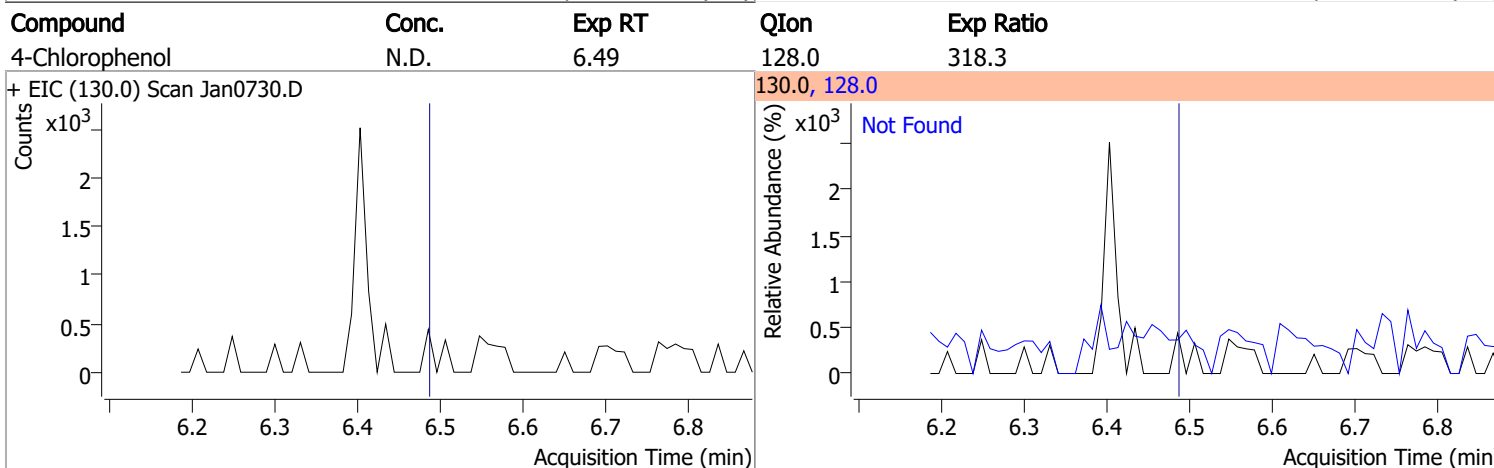 Compound Conc. Exp RT QIon Exp Ratio
4-Chlorophenol N.D. 6.49 128.0 318.3
+ EIC (130.0) Scan Jan0730.D
Counts
x10³
2
1.5
1
0.5
0
6.2 6.3 6.4 6.5 6.6 6.7 6.8
Acquisition Time (min)
130.0, 128.0
Relative Abundance (%)
x10³
Not Found
2
1.5
1
0.5
0
6.2 6.3 6.4 6.5 6.6 6.7 6.8
Acquisition Time (min)